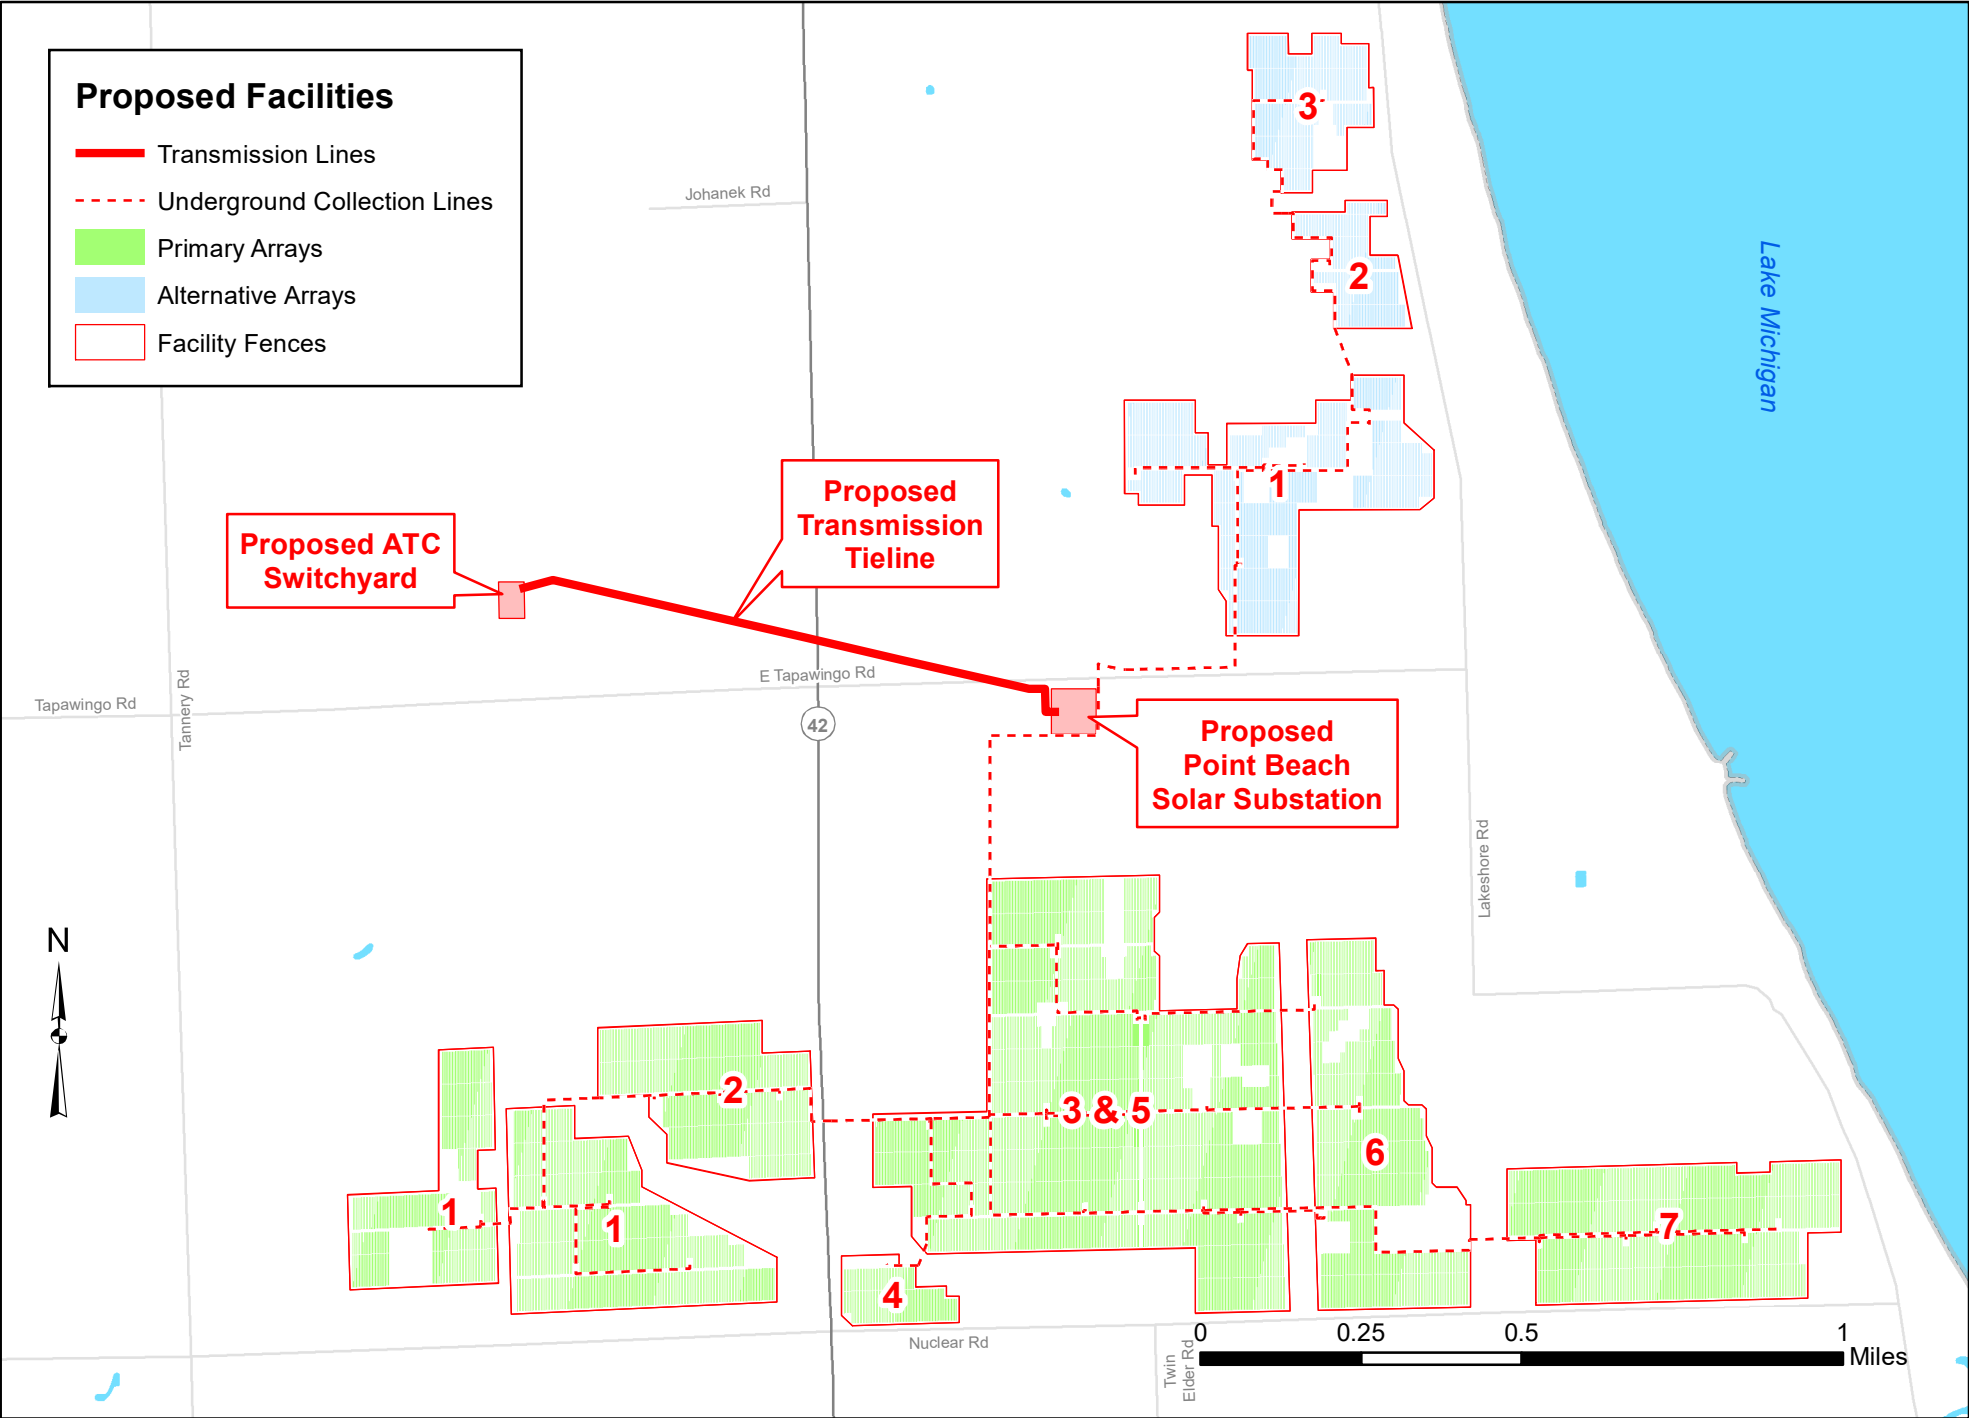 Proposed Facilities
Transmission Lines
Underground Collection Lines
Primary Arrays
Alternative Arrays
Facility Fences
3
Johanek Rd
2
Lake Michigan
1
Proposed
Transmission
Tieline
Proposed ATC
Switchyard
E Tapawingo Rd
Tapawingo Rd
Tannery Rd
42
Proposed
Point Beach
Solar Substation
Lakeshore Rd
N
2
3 & 5
6
1
1
7
4
Nuclear Rd
Twin
Elder Rd
0
0.25
0.5
1
Miles